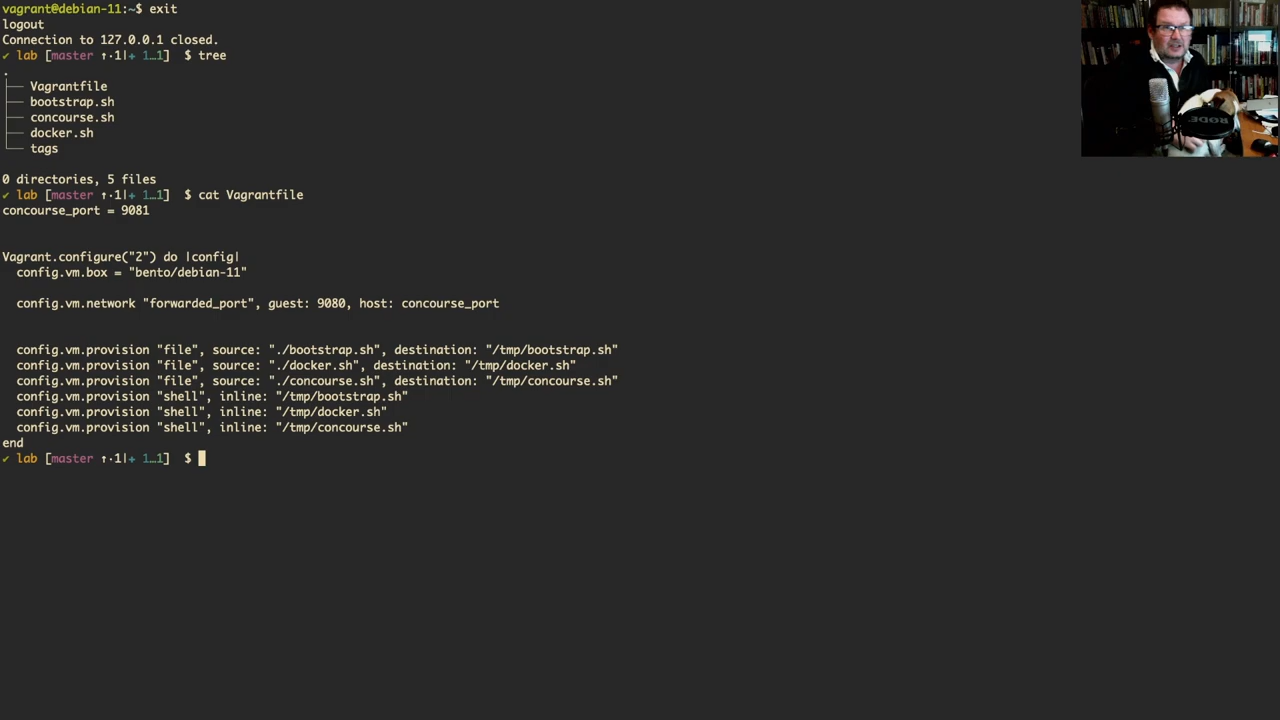 vagrant@debian-11:~$ exit
logout
Connection to 127.0.0.1 closed.
✔ lab [master ↑·1|✚ 1…1]  $ tree
.
├── Vagrantfile
├── bootstrap.sh
├── concourse.sh
├── docker.sh
└── tags
0 directories, 5 files
✔ lab [master ↑·1|✚ 1…1]  $ cat Vagrantfile
concourse_port = 9081
Vagrant.configure("2") do |config|
  config.vm.box = "bento/debian-11"
  config.vm.network "forwarded_port", guest: 9080, host: concourse_port
  config.vm.provision "file", source: "./bootstrap.sh", destination: "/tmp/bootstrap.sh"
  config.vm.provision "file", source: "./docker.sh", destination: "/tmp/docker.sh"
  config.vm.provision "file", source: "./concourse.sh", destination: "/tmp/concourse.sh"
  config.vm.provision "shell", inline: "/tmp/bootstrap.sh"
  config.vm.provision "shell", inline: "/tmp/docker.sh"
  config.vm.provision "shell", inline: "/tmp/concourse.sh"
end
✔ lab [master ↑·1|✚ 1…1]  $
RODE